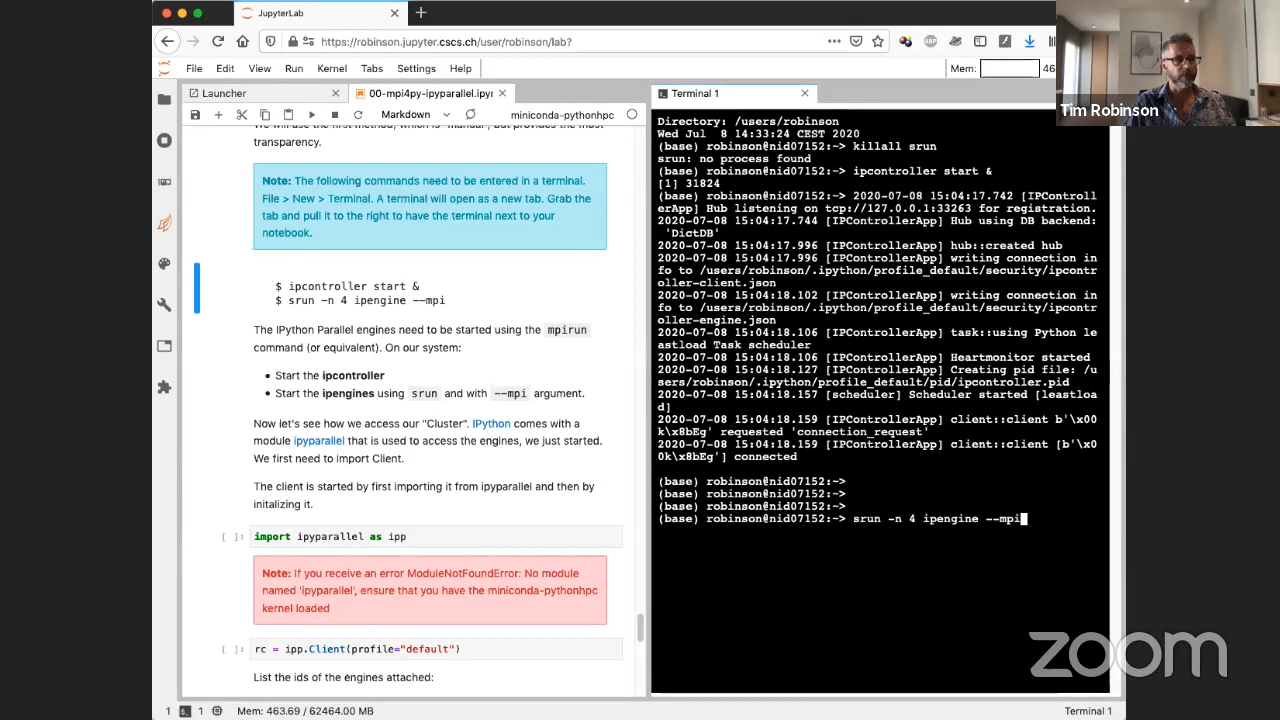 JupyterLab
https://robinson.jupyter.cscs.ch/user/robinson/lab?
File Edit View Run Kernel Tabs Settings Help
Mem: 46
Tim Robinson
Launcher
00-mpi4py-ipyparallel.ipyr
Terminal 1
Markdown
miniconda-pythonhpc
We will use the first method, which is "manual", but provides the most
transparency.
Note: The following commands need to be entered in a terminal.
File > New > Terminal. A terminal will open as a new tab. Grab the
tab and pull it to the right to have the terminal next to your
notebook.
$ ipcontroller start &
$ srun -n 4 ipengine --mpi
The IPython Parallel engines need to be started using the mpirun
command (or equivalent). On our system:
• Start the ipcontroller
• Start the ipengines using srun and with --mpi argument.
Now let's see how we access our "Cluster". IPython comes with a
module ipyparallel that is used to access the engines, we just started.
We first need to import Client.
The client is started by first importing it from ipyparallel and then by
initalizing it.
[ ]: import ipyparallel as ipp
Note: If you receive an error ModuleNotFoundError: No module
named 'ipyparallel', ensure that you have the miniconda-pythonhpc
kernel loaded
[ ]: rc = ipp.Client(profile="default")
List the ids of the engines attached:
Directory: /users/robinson
Wed Jul  8 14:33:24 CEST 2020
(base) robinson@nid07152:~> killall srun
srun: no process found
(base) robinson@nid07152:~> ipcontroller start &
[1] 31824
(base) robinson@nid07152:~> 2020-07-08 15:04:17.742 [IPControll
erApp] Hub listening on tcp://127.0.0.1:33263 for registration.
2020-07-08 15:04:17.744 [IPControllerApp] Hub using DB backend:
'DictDB'
2020-07-08 15:04:17.996 [IPControllerApp] hub::created hub
2020-07-08 15:04:17.996 [IPControllerApp] writing connection in
fo to /users/robinson/.ipython/profile_default/security/ipcontr
oller-client.json
2020-07-08 15:04:18.102 [IPControllerApp] writing connection in
fo to /users/robinson/.ipython/profile_default/security/ipcontr
oller-engine.json
2020-07-08 15:04:18.106 [IPControllerApp] task::using Python le
astload Task scheduler
2020-07-08 15:04:18.106 [IPControllerApp] Heartmonitor started
2020-07-08 15:04:18.127 [IPControllerApp] Creating pid file: /u
sers/robinson/.ipython/profile_default/pid/ipcontroller.pid
2020-07-08 15:04:18.157 [scheduler] Scheduler started [leastloa
d]
2020-07-08 15:04:18.159 [IPControllerApp] client::client b'\x00
k\x8bEg' requested 'connection_request'
2020-07-08 15:04:18.159 [IPControllerApp] client::client [b'\x0
0k\x8bEg'] connected
(base) robinson@nid07152:~>
(base) robinson@nid07152:~>
(base) robinson@nid07152:~>
(base) robinson@nid07152:~> srun -n 4 ipengine --mpi
zoom
1 $_ 1 Mem: 463.69 / 62464.00 MB
Terminal 1